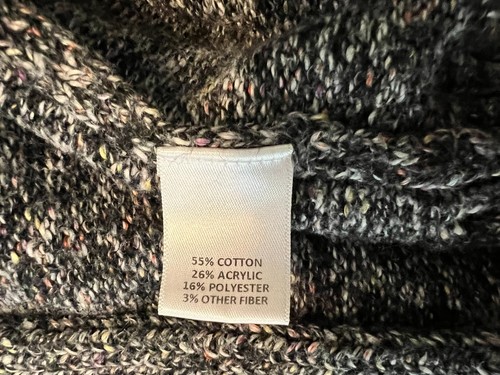 55% COTTON
26% ACRYLIC
16% POLYESTER
3% OTHER FIBER